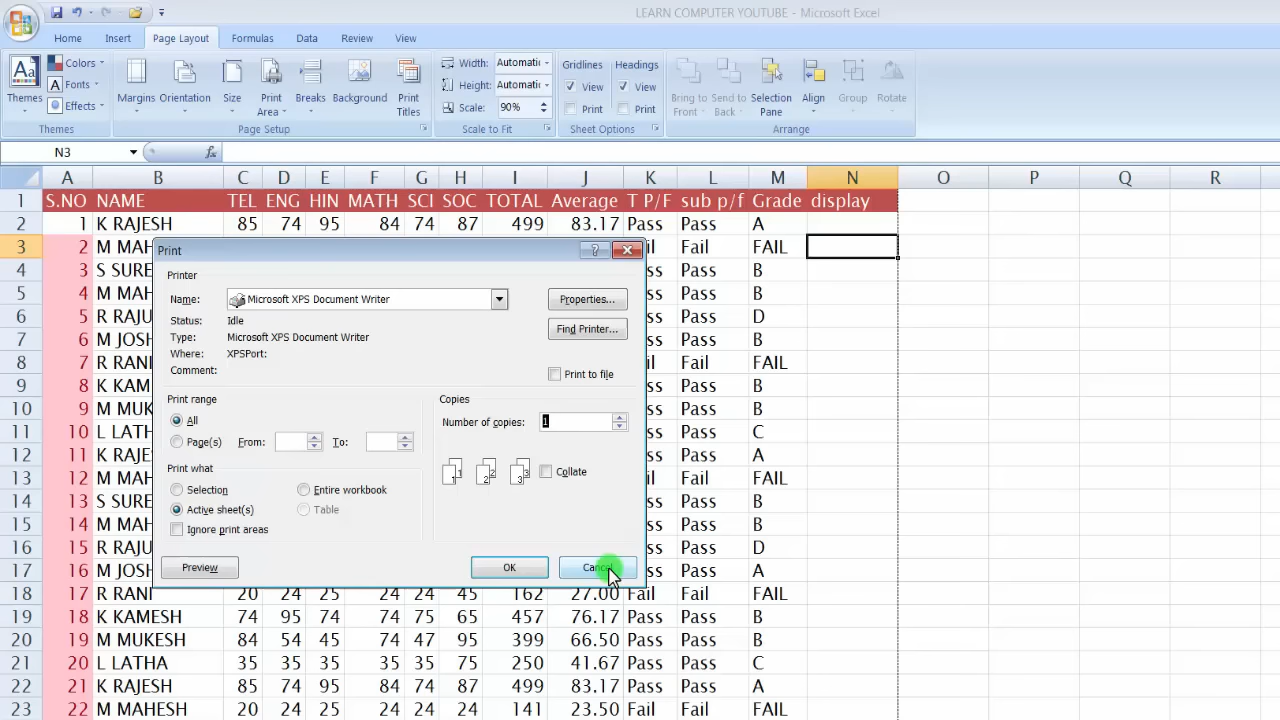 LEARN COMPUTER YOUTUBE - Microsoft Excel
Home Insert Page Layout Formulas Data Review View
Themes Colors Fonts Effects Margins Orientation Size Print Area Breaks Background Print Titles Width: Automatic Height: Automatic Scale: 90% Gridlines View Print Headings View Print Bring to Front Send to Back Selection Pane Align Group Rotate
Themes Page Setup Scale to Fit Sheet Options Arrange
N3 fx
A B C D E F G H I J K L M N O P Q R
1 S.NO NAME TEL ENG HIN MATH SCI SOC TOTAL Average T P/F sub p/f Grade display
2 1 K RAJESH 85 74 95 84 74 87 499 83.17 Pass Pass A
3 2 M MAH Fail FAIL
4 3 S SURE Pass B
5 4 M MAH Pass B
6 5 R RAJU Pass D
7 6 M JOSH Pass B
8 7 R RANI Fail FAIL
9 8 K KAM Pass B
10 9 M MUK Pass B
11 10 L LATH Pass C
12 11 K RAJE Pass A
13 12 M MAH Fail FAIL
14 13 S SURE Pass B
15 14 M MAH Pass B
16 15 R RAJU Pass D
17 16 M JOSH Pass A
18 17 R RANI 20 24 25 24 24 45 162 27.00 Fail Fail FAIL
19 18 K KAMESH 74 95 74 74 75 65 457 76.17 Pass Pass B
20 19 M MUKESH 84 54 45 74 47 95 399 66.50 Pass Pass B
21 20 L LATHA 35 35 35 35 35 75 250 41.67 Pass Pass C
22 21 K RAJESH 85 74 95 84 74 87 499 83.17 Pass Pass A
23 22 M MAHESH 20 24 25 24 24 24 141 23.50 Fail Fail FAIL
Print
Printer
Name: Microsoft XPS Document Writer Properties...
Status: Idle Find Printer...
Type: Microsoft XPS Document Writer
Where: XPSPort:
Comment: Print to file
Print range Copies
All Number of copies: 1
Page(s) From: To:
Print what 1 1 2 2 3 3 Collate
Selection Entire workbook
Active sheet(s) Table
Ignore print areas
Preview OK Cancel